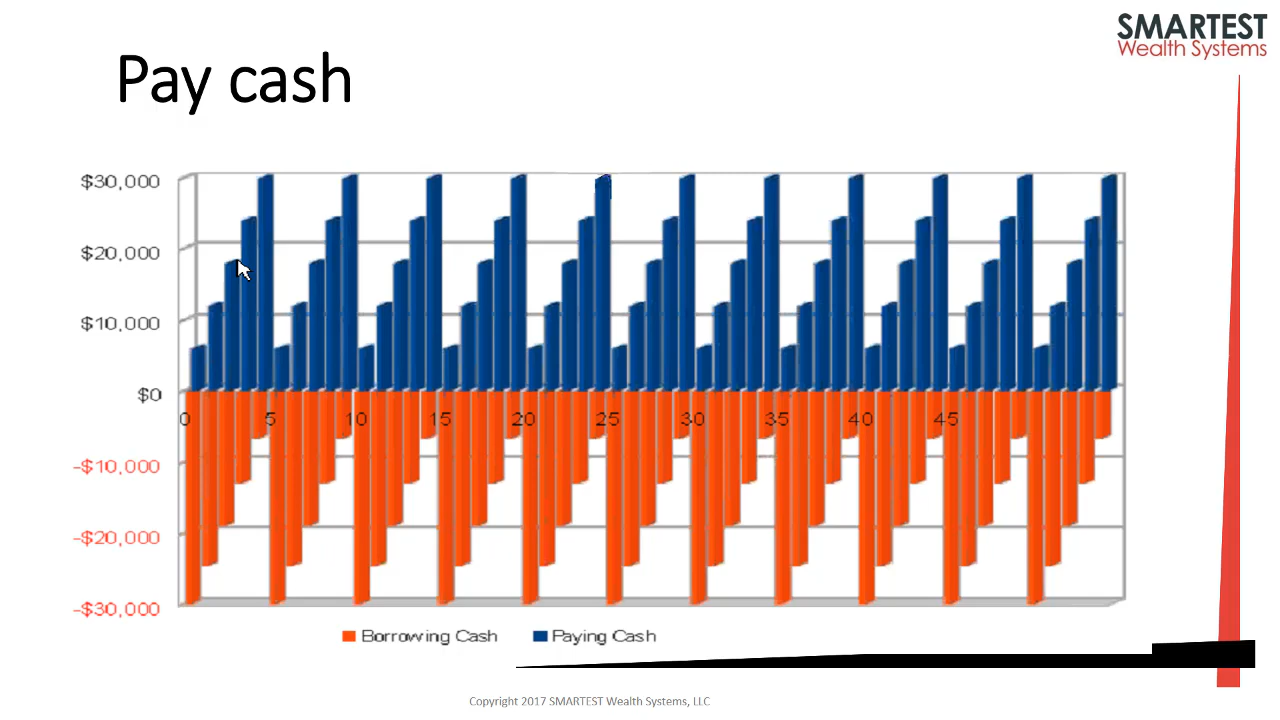 SMARTEST
Wealth Systems
Pay cash
$30,000
$20,000
$10,000
$0
0 5 10 15 20 25 30 35 40 45
-$10,000
-$20,000
-$30,000
Borrowing Cash Paying Cash
Copyright 2017 SMARTEST Wealth Systems, LLC